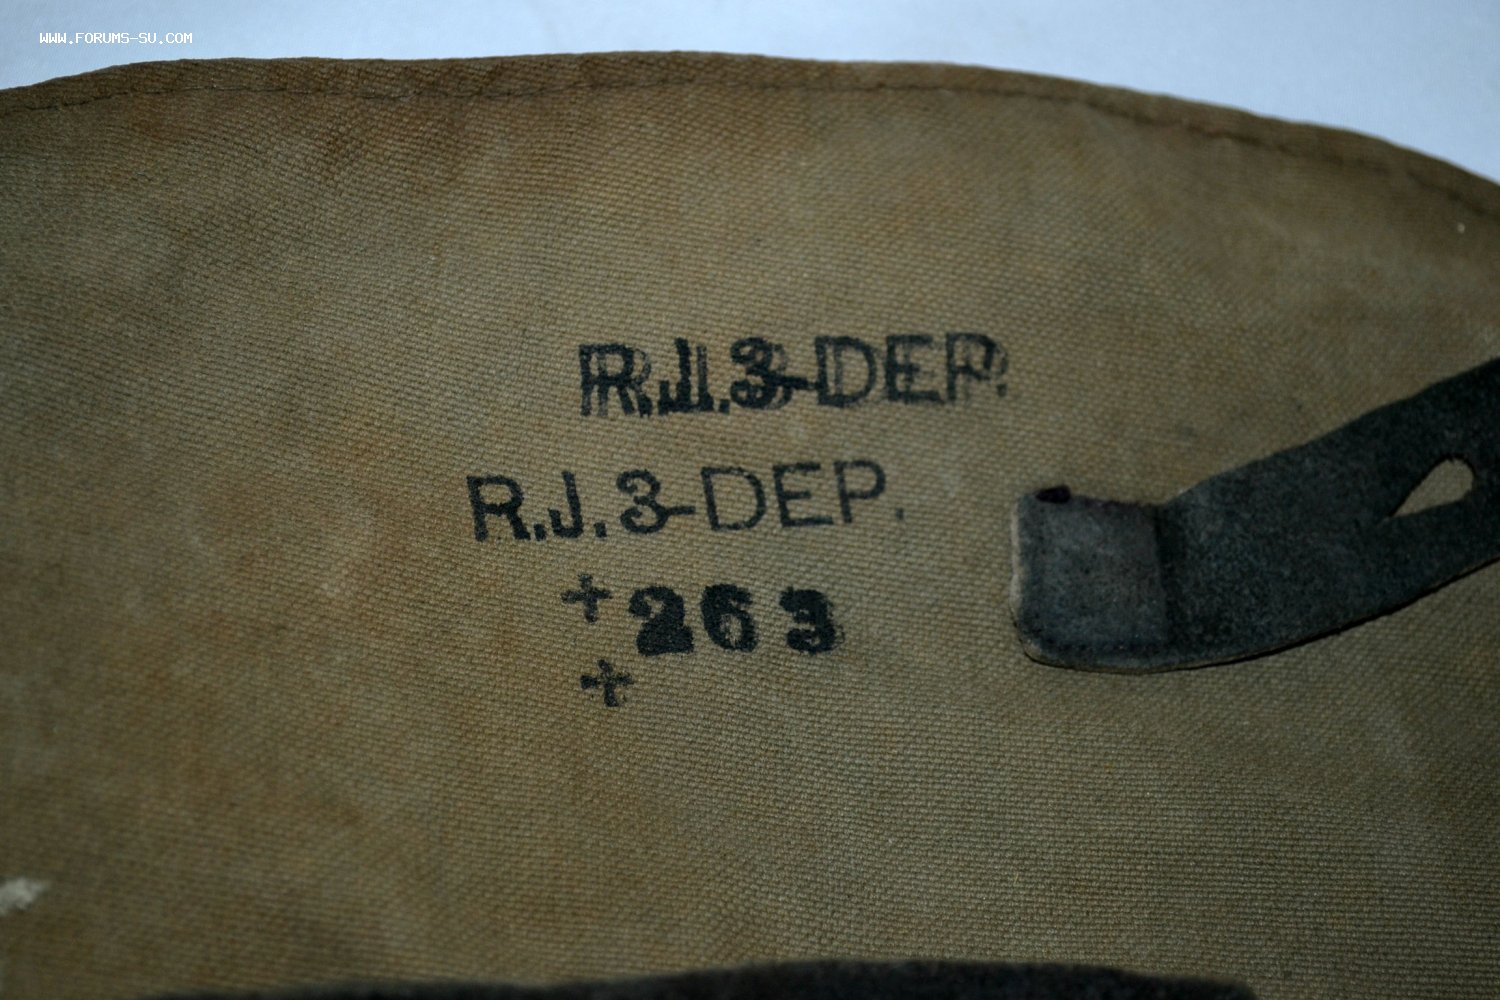 WWW.FORUMS-SU.COM
R.J.3-DEP.
R.J.3-DEP.
+263
+